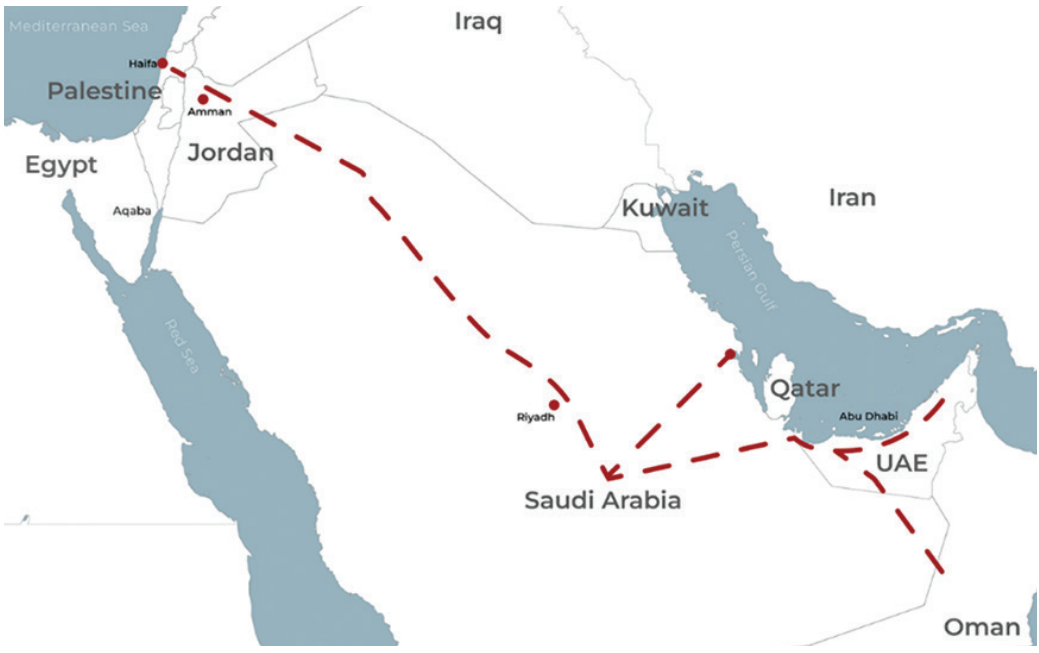 Mediterranean Sea
Iraq
Haifa
Palestine
Amman
Jordan
Egypt
Aqaba
Kuwait
Iran
Persian Gulf
Red Sea
Qatar
Riyadh
Abu Dhabi
UAE
Saudi Arabia
Oman